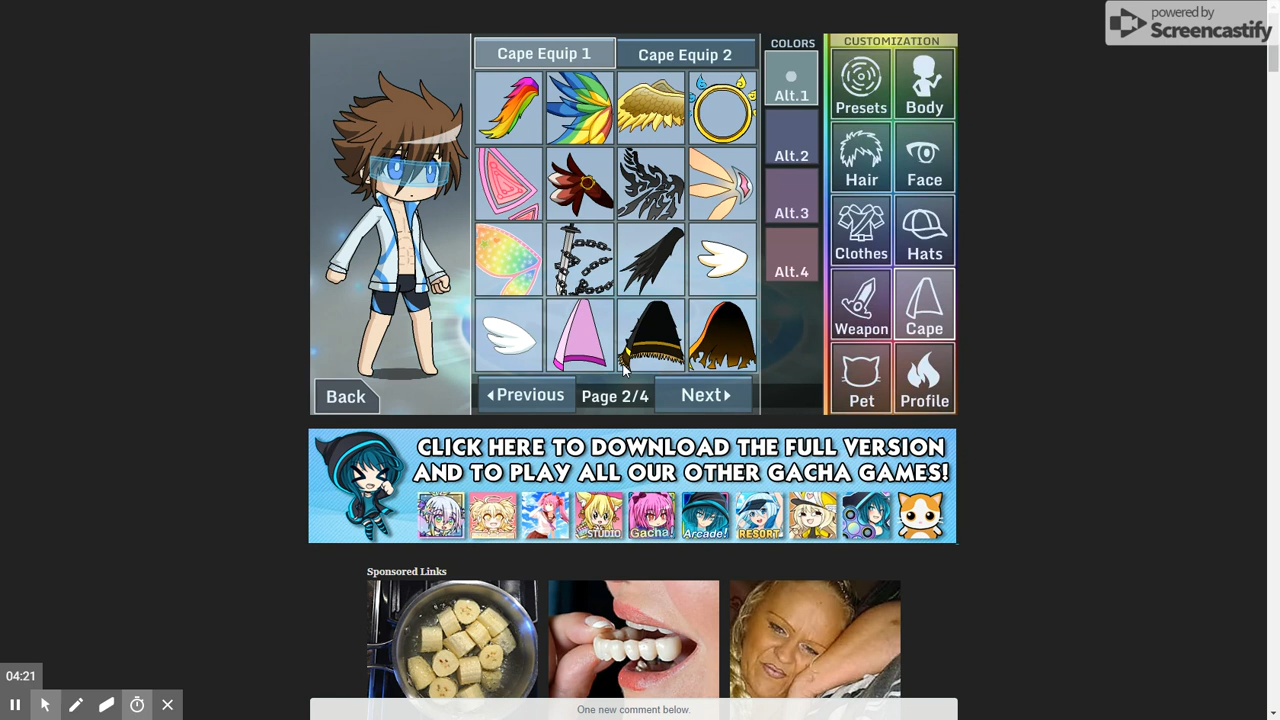 powered by
Screencastify
Cape Equip 1
Cape Equip 2
COLORS
Alt.1
Alt.2
Alt.3
Alt.4
CUSTOMIZATION
Presets
Body
Hair
Face
Clothes
Hats
Weapon
Cape
Pet
Profile
Back
Previous
Page 2/4
Next
CLICK HERE TO DOWNLOAD THE FULL VERSION
AND TO PLAY ALL OUR OTHER GACHA GAMES!
STUDIO
Gacha!
Arcade!
RESORT
Sponsored Links
04:21
One new comment below.